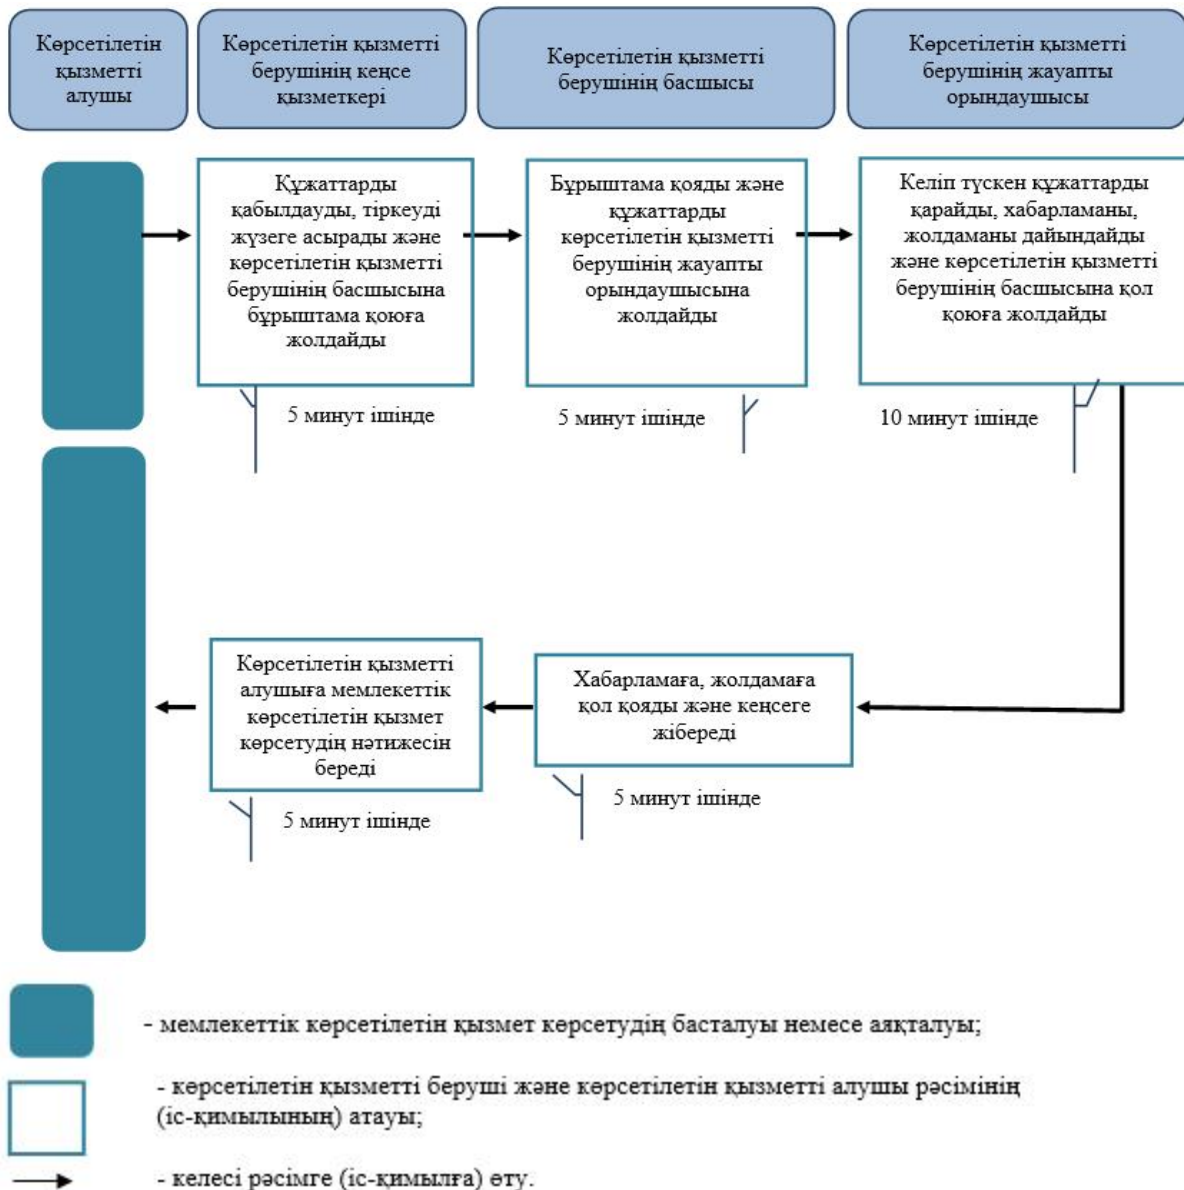 Көрсетілетін
қызметті
алушы
Көрсетілетін қызметті
берушінің кеңсе
қызметкері
Көрсетілетін қызметті
берушінің басшысы
Көрсетілетін қызметті
берушінің жауапты
орындаушысы
Құжаттарды
қабылдауды, тіркеуді
жүзеге асырады және
көрсетілетін қызметті
берушінің басшысына
бұрыштама қоюға
жолдайды
Бұрыштама қояды және
құжаттарды
көрсетілетін қызметті
берушінің жауапты
орындаушысына
жолдайды
Келіп түскен құжаттарды
қарайды, хабарламаны,
жолдаманы дайындайды
және көрсетілетін қызметті
берушінің басшысына қол
қоюға жолдайды
5 минут ішінде
5 минут ішінде
10 минут ішінде
Көрсетілетін қызметті
алушыға мемлекеттік
көрсетілетін қызмет
көрсетудің нәтижесін
береді
Хабарламаға, жолдамаға
қол қояды және кеңсеге
жібереді
5 минут ішінде
5 минут ішінде
- мемлекеттік көрсетілетін қызмет көрсетудің басталуы немесе аяқталуы;
- көрсетілетін қызметті беруші және көрсетілетін қызметті алушы рәсімінің
(іс-қимылының) атауы;
- келесі рәсімге (іс-қимылға) өту.